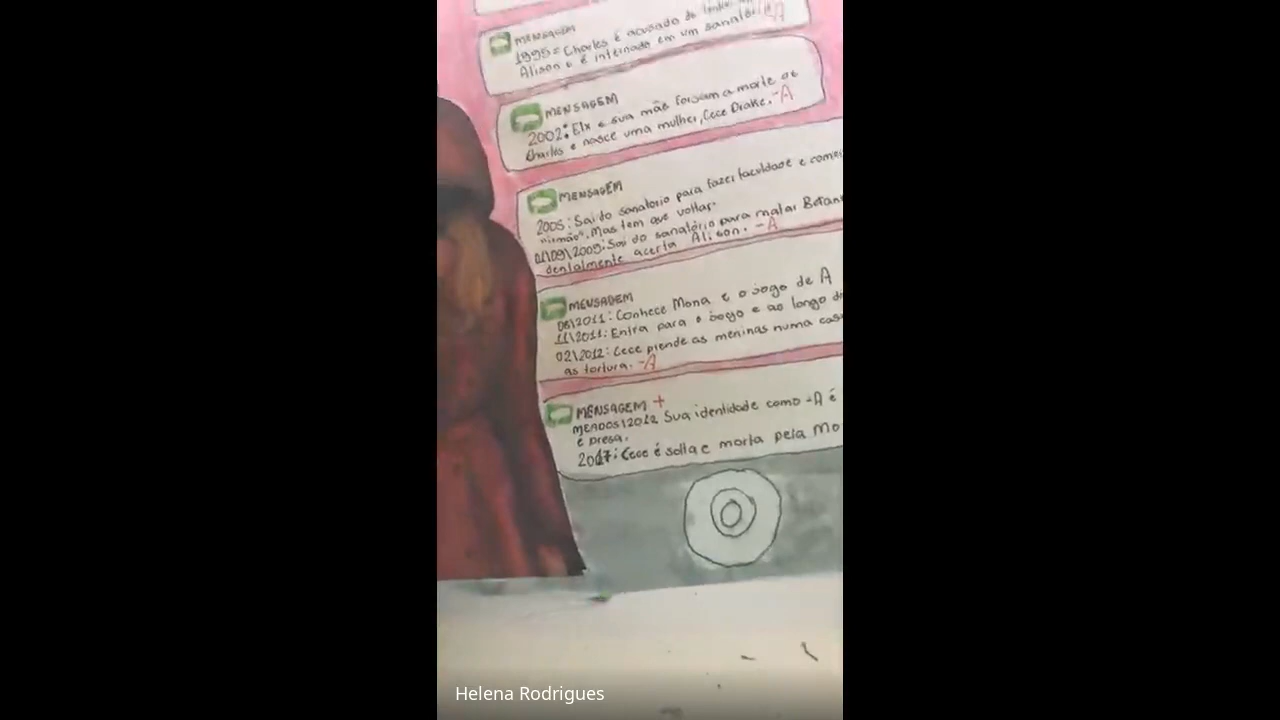 MENSAGEM
1995: Charles é acusado de
Alison e é internado em um sanatório -A
MENSAGEM
2002: Elx e sua mãe forjam a morte de
Charles e nasce uma mulher, Cece Drake. -A
MENSAGEM
2005: Sai do sanatorio para fazer faculdade e
"irmão". Mas tem que voltar.
01\09\2009: Sai do sanatório para matar
dentalmente acerta Alison. -A
MENSAGEM
06\2011: Conhece Mona e o jogo de A
11\2011: Entra para o jogo e ao longo
02\2012: Cece prende as meninas numa
as tortura. -A
MENSAGEM +
Sua identidade como -A é
e presa.
2017: Cece é solta e morta pela
Helena Rodrigues